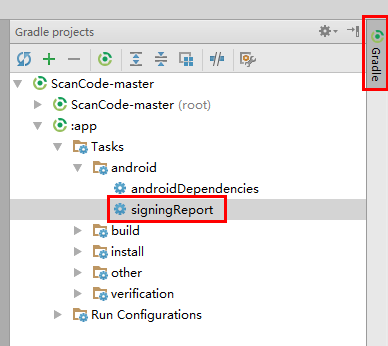 Gradle projects
Gradle
ScanCode-master
ScanCode-master (root)
:app
Tasks
android
androidDependencies
signingReport
build
install
other
verification
Run Configurations